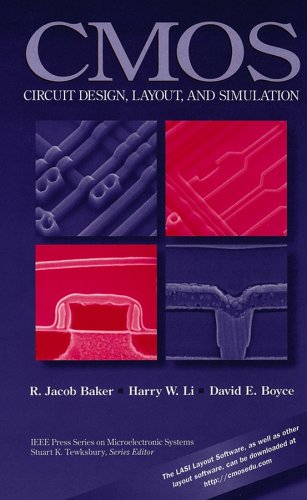 CMOS
CIRCUIT DESIGN, LAYOUT, AND SIMULATION
R. Jacob Baker ■ Harry W. Li ■ David E. Boyce
IEEE Press Series on Microelectronic Systems
Stuart K. Tewksbury, Series Editor
The LASI Layout Software, as well as other
layout software, can be downloaded at
http://cmosedu.com